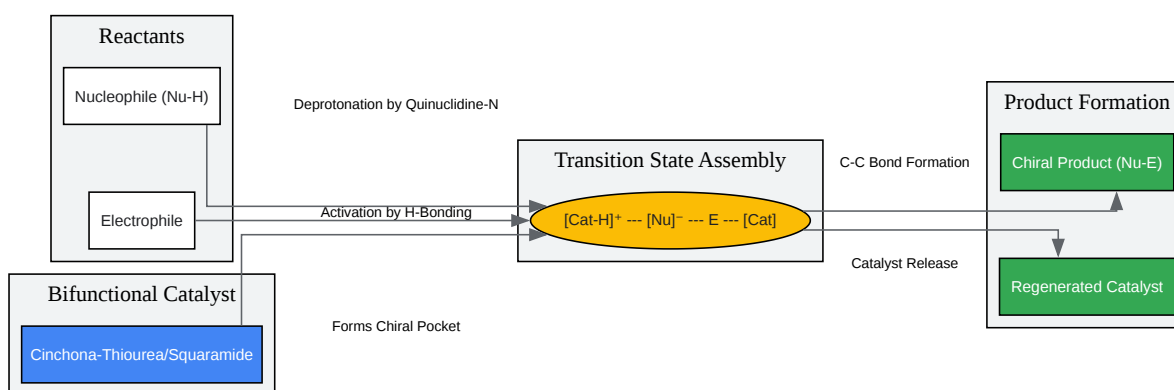 Reactants
Nucleophile (Nu-H)
Electrophile
Bifunctional Catalyst
Cinchona-Thiourea/Squaramide
Deprotonation by Quinuclidine-N
Activation by H-Bonding
Forms Chiral Pocket
Transition State Assembly
[Cat-H]⁺ --- [Nu]⁻ --- E --- [Cat]
C-C Bond Formation
Catalyst Release
Product Formation
Chiral Product (Nu-E)
Regenerated Catalyst